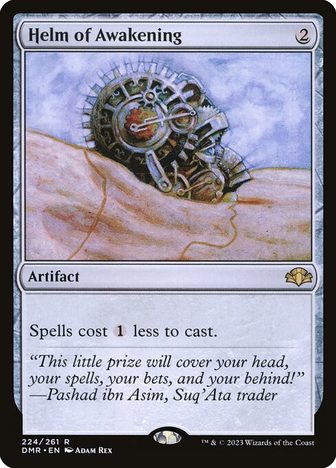 Helm of Awakening 2
Artifact
Spells cost 1 less to cast.
“This little prize will cover your head,
your spells, your bets, and your behind!”
—Pashad ibn Asim, Suq’Ata trader
224/261 R
DMR • EN Adam Rex
™ & © 2023 Wizards of the Coast